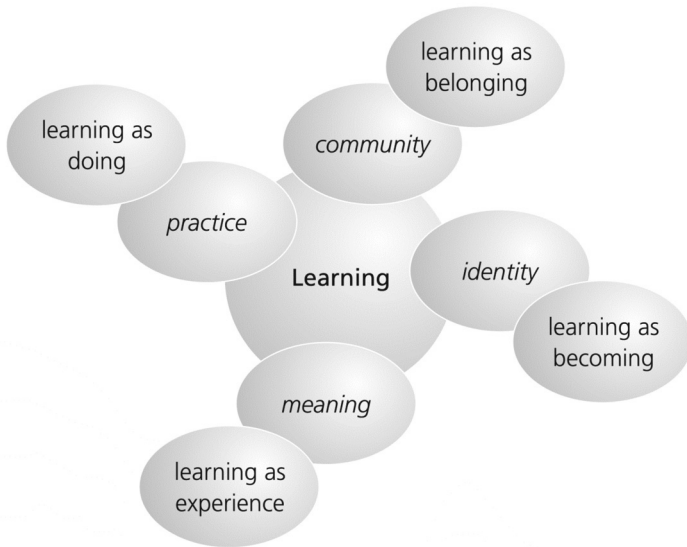 learning as
belonging
learning as
doing
community
practice
identity
Learning
learning as
becoming
meaning
learning as
experience